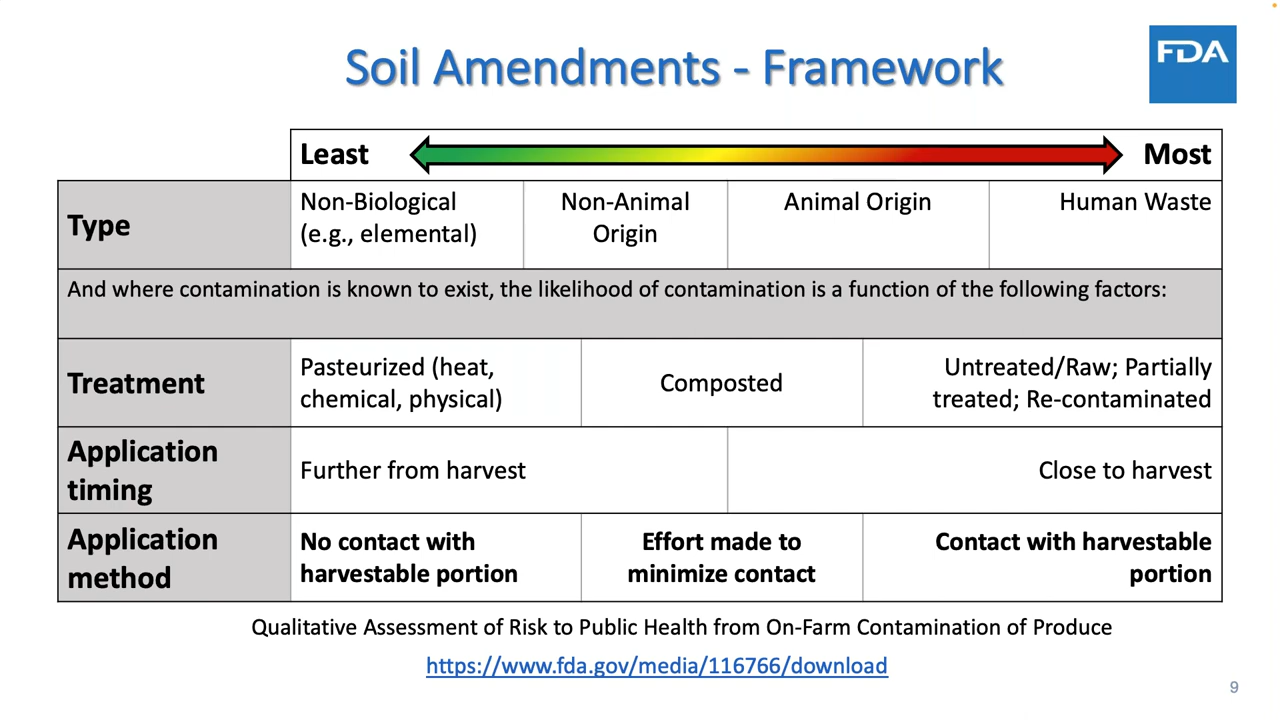 Soil Amendments - Framework
FDA
Least
Most
Type
Non-Biological
(e.g., elemental)
Non-Animal
Origin
Animal Origin
Human Waste
And where contamination is known to exist, the likelihood of contamination is a function of the following factors:
Treatment
Pasteurized (heat,
chemical, physical)
Composted
Untreated/Raw; Partially
treated; Re-contaminated
Application
timing
Further from harvest
Close to harvest
Application
method
No contact with
harvestable portion
Effort made to
minimize contact
Contact with harvestable
portion
Qualitative Assessment of Risk to Public Health from On-Farm Contamination of Produce
https://www.fda.gov/media/116766/download
9